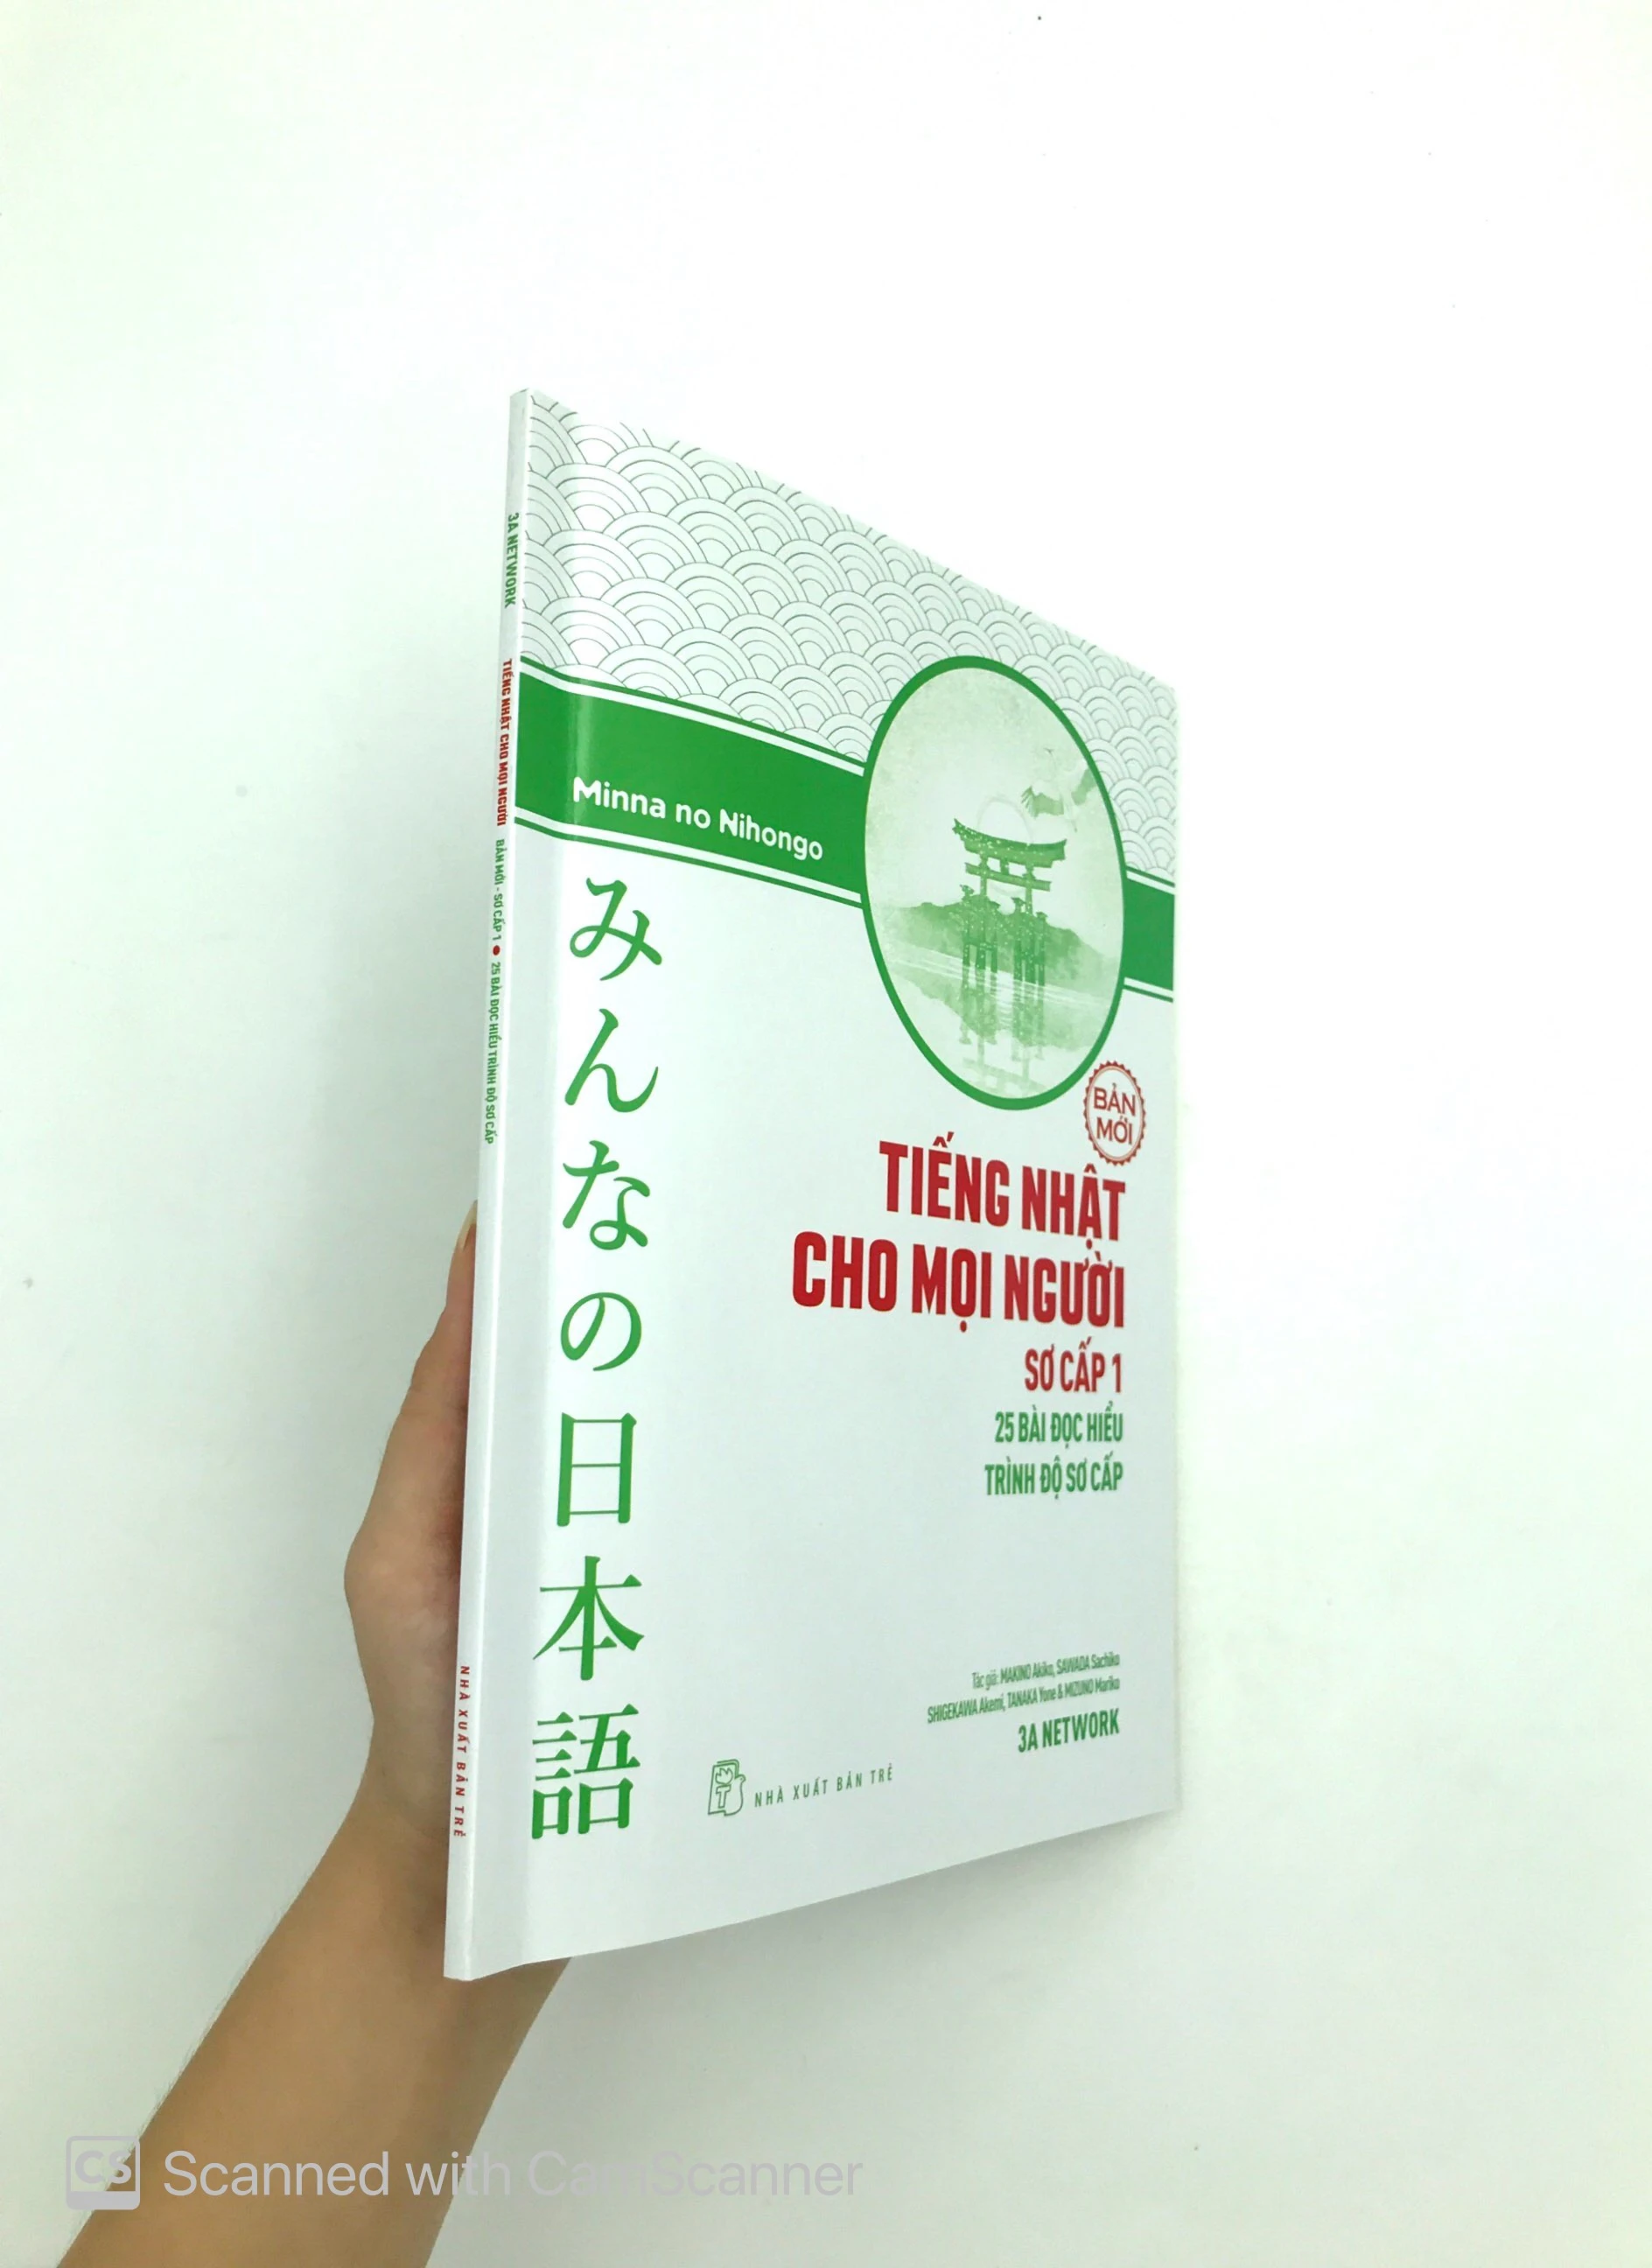 3A NETWORK
TIẾNG NHẬT CHO MỌI NGƯỜI BẢN MỚI - SƠ CẤP 1 ● 25 BÀI ĐỌC HIỂU TRÌNH ĐỘ SƠ CẤP
NHÀ XUẤT BẢN TRẺ
Minna no Nihongo
みんなの日本語
BẢN
MỚI
TIẾNG NHẬT
CHO MỌI NGƯỜI
SƠ CẤP 1
25 BÀI ĐỌC HIỂU
TRÌNH ĐỘ SƠ CẤP
Tác giả: MAKINO Akiko, SAWADA Sachiko
SHIGEKAWA Akemi, TANAKA Yone & MIZUNO Mariko
3A NETWORK
NHÀ XUẤT BẢN TRẺ
CS Scanned with CamScanner